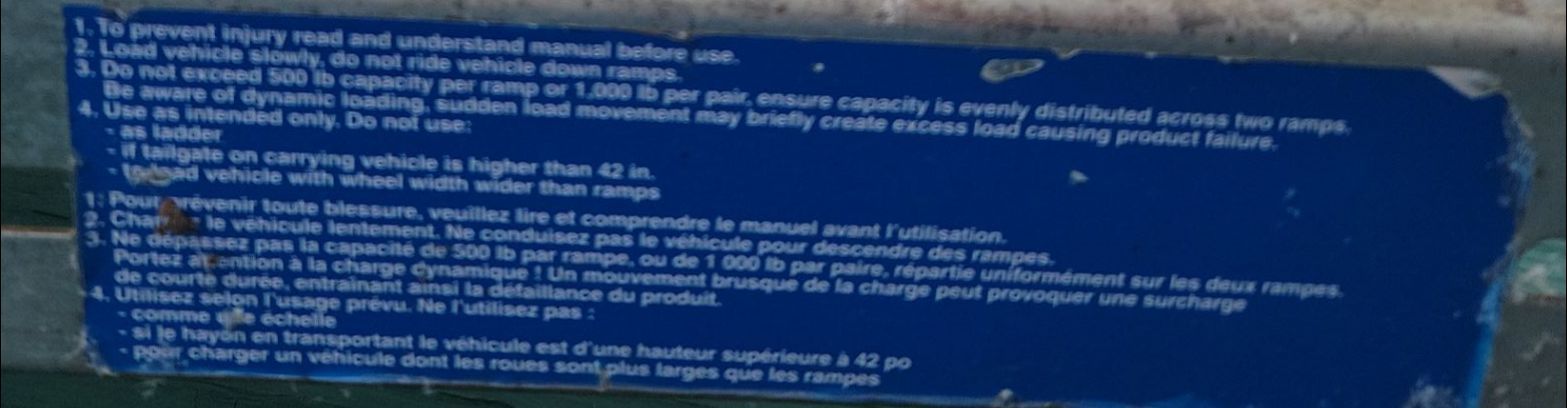 1. To prevent injury read and understand manual before use.
2. Load vehicle slowly, do not ride vehicle down ramps.
3. Do not exceed 500 lb capacity per ramp or 1,000 lb per pair, ensure capacity is evenly distributed across two ramps.
Be aware of dynamic loading, sudden load movement may briefly create excess load causing product failure.
4. Use as intended only. Do not use:
- as ladder
- if tailgate on carrying vehicle is higher than 42 in.
- to load vehicle with wheel width wider than ramps
1: Pour prévenir toute blessure, veuillez lire et comprendre le manuel avant l'utilisation.
2. Charger le véhicule lentement. Ne conduisez pas le véhicule pour descendre des rampes.
3. Ne dépassez pas la capacité de 500 lb par rampe, ou de 1 000 lb par paire, répartie uniformément sur les deux rampes.
Portez attention à la charge dynamique ! Un mouvement brusque de la charge peut provoquer une surcharge
de courte durée, entraînant ainsi la défaillance du produit.
4. Utilisez selon l'usage prévu. Ne l'utilisez pas :
- comme une échelle
- si le hayon en transportant le véhicule est d'une hauteur supérieure à 42 po
- pour charger un véhicule dont les roues sont plus larges que les rampes